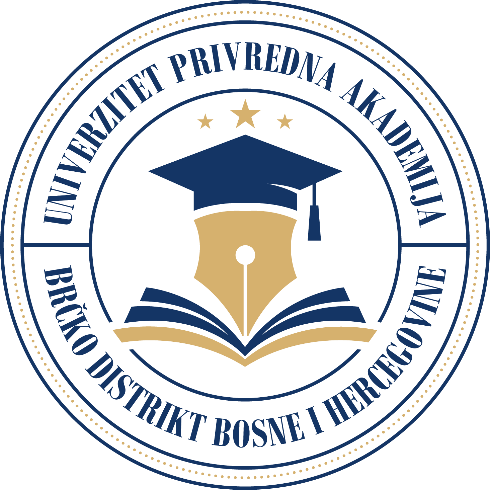 UNIVERZITET PRIVREDNA AKADEMIJA
BRČKO DISTRIKT BOSNE I HERCEGOVINE